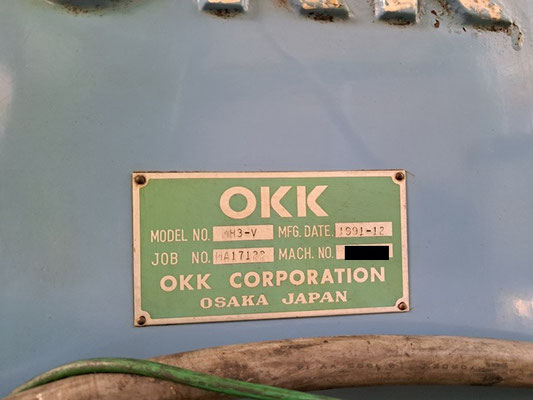 OKK
MODEL NO. MH3-V MFG. DATE. 1991-12
JOB NO. MACH. NO.
OKK CORPORATION
OSAKA JAPAN